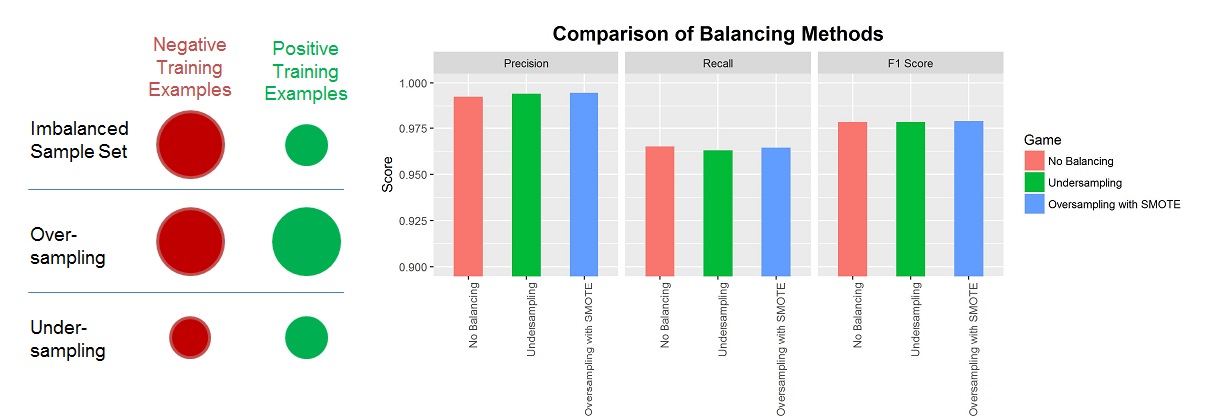 Negative
Training
Examples
Positive
Training
Examples
Imbalanced
Sample Set
Over-
sampling
Under-
sampling
Comparison of Balancing Methods
Precision
Recall
F1 Score
Score
1.000
0.975
0.950
0.925
0.900
No Balancing
Undersampling
Oversampling with GMOTE
No Balancing
Undersampling
Oversampling with SMOTE
No Balancing
Undersampling
Oversampling with SMOTE
Game
No Balancing
Undersampling
Oversampling with SMOTE